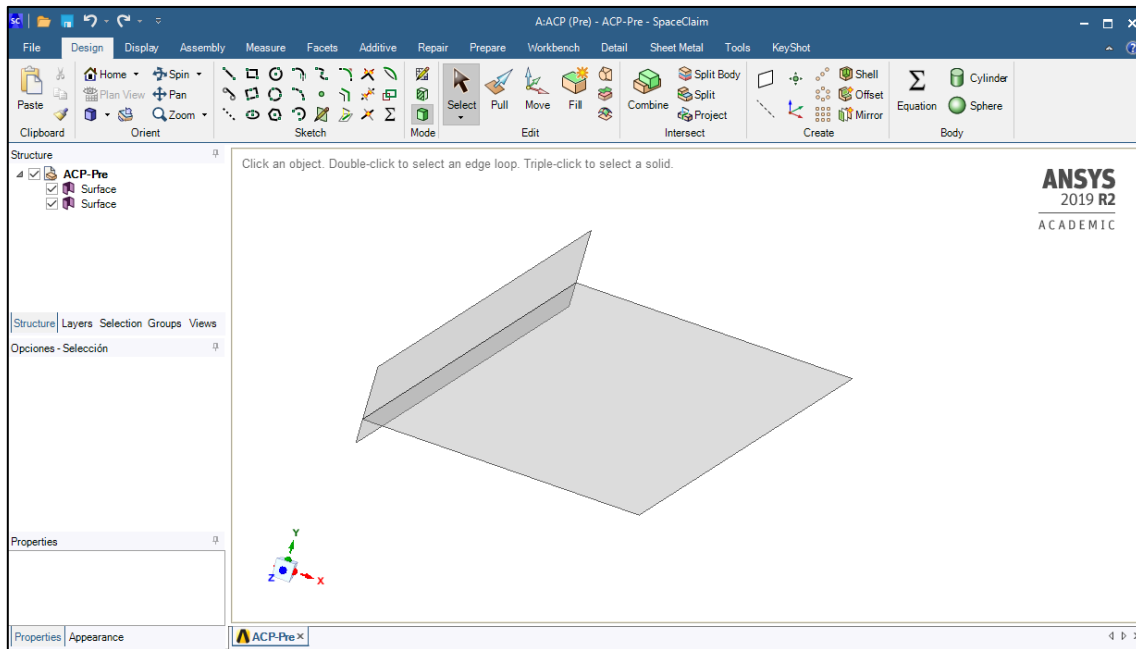 A:ACP (Pre) - ACP-Pre - SpaceClaim
File Design Display Assembly Measure Facets Additive Repair Prepare Workbench Detail Sheet Metal Tools KeyShot
Paste
Clipboard
Home
Spin
Plan View
Pan
Zoom
Orient
Sketch
Mode
Select
Pull
Move
Fill
Edit
Combine
Split Body
Split
Project
Intersect
Shell
Offset
Mirror
Create
Equation
Cylinder
Sphere
Body
Structure
ACP-Pre
Surface
Surface
Structure Layers Selection Groups Views
Opciones - Selección
Properties
Properties Appearance
Click an object. Double-click to select an edge loop. Triple-click to select a solid.
ANSYS
2019 R2
ACADEMIC
Y
Z
X
ACP-Pre